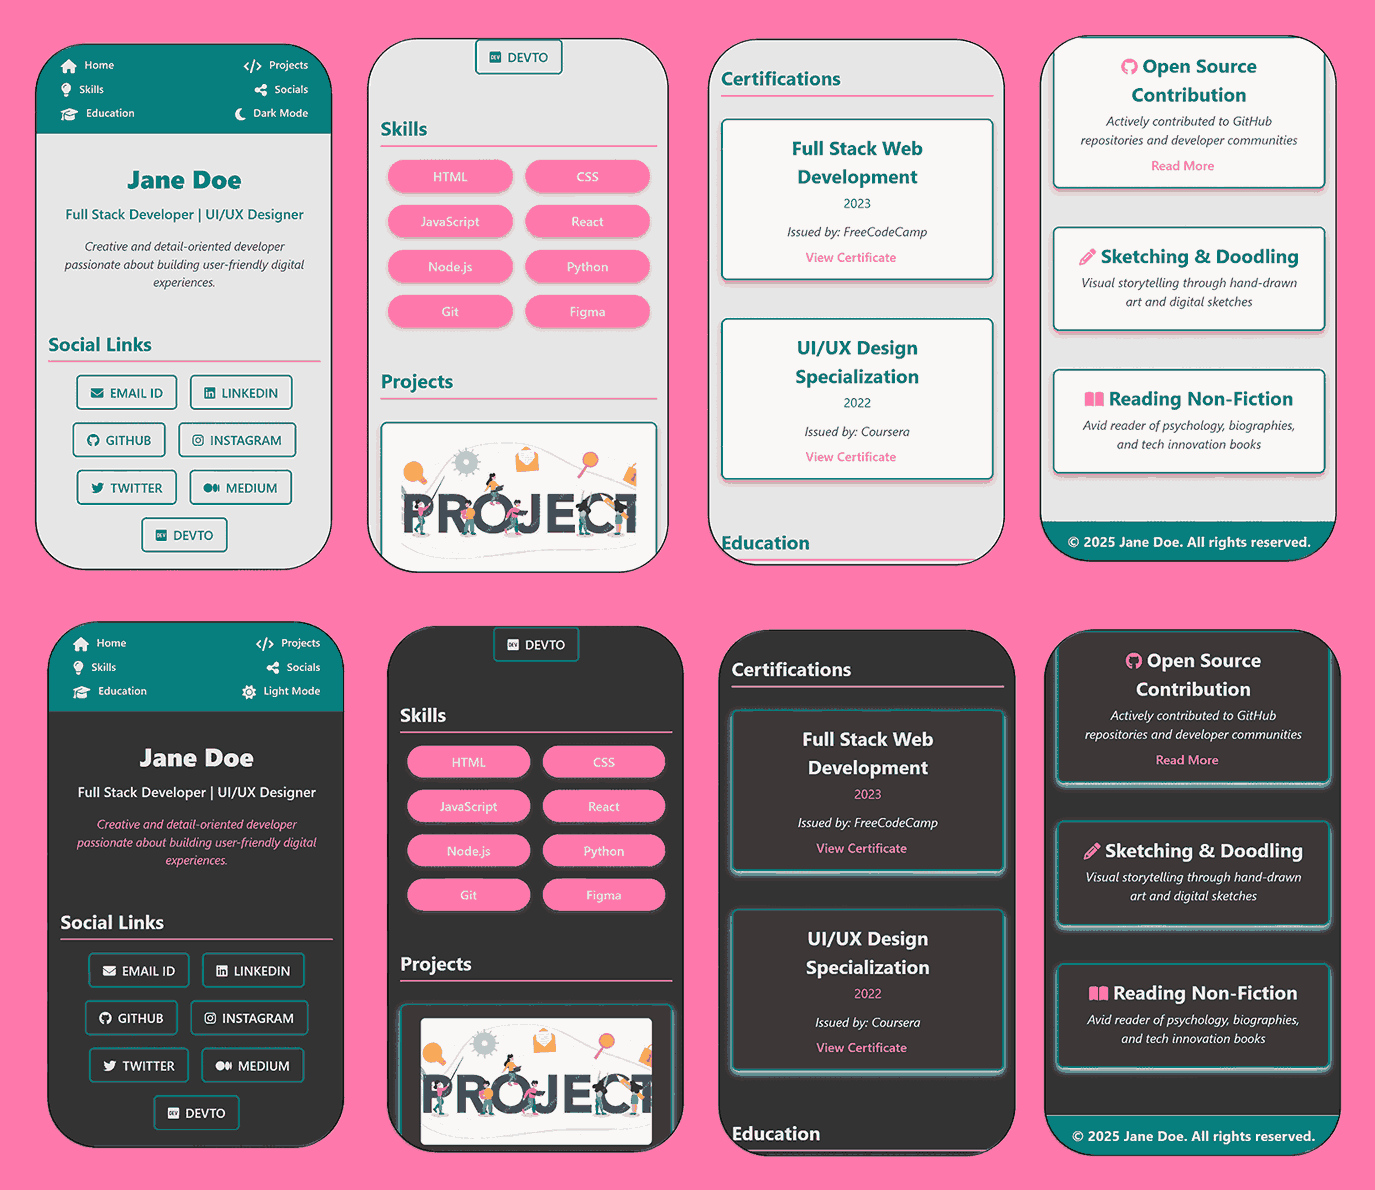 Home
Projects
Skills
Socials
Education
Dark Mode
Jane Doe
Full Stack Developer | UI/UX Designer
Creative and detail-oriented developer
passionate about building user-friendly digital
experiences.
Social Links
EMAIL ID
LINKEDIN
GITHUB
INSTAGRAM
TWITTER
MEDIUM
DEV DEVTO
DEV DEVTO
Skills
HTML
CSS
JavaScript
React
Node.js
Python
Git
Figma
Projects
PROJECT
Certifications
Full Stack Web
Development
2023
Issued by: FreeCodeCamp
View Certificate
UI/UX Design
Specialization
2022
Issued by: Coursera
View Certificate
Education
Open Source
Contribution
Actively contributed to GitHub
repositories and developer communities
Read More
Sketching & Doodling
Visual storytelling through hand-drawn
art and digital sketches
Reading Non-Fiction
Avid reader of psychology, biographies,
and tech innovation books
© 2025 Jane Doe. All rights reserved.
Home
Projects
Skills
Socials
Education
Light Mode
Jane Doe
Full Stack Developer | UI/UX Designer
Creative and detail-oriented developer
passionate about building user-friendly digital
experiences.
Social Links
EMAIL ID
LINKEDIN
GITHUB
INSTAGRAM
TWITTER
MEDIUM
DEV DEVTO
DEV DEVTO
Skills
HTML
CSS
JavaScript
React
Node.js
Python
Git
Figma
Projects
PROJECT
Certifications
Full Stack Web
Development
2023
Issued by: FreeCodeCamp
View Certificate
UI/UX Design
Specialization
2022
Issued by: Coursera
View Certificate
Education
Open Source
Contribution
Actively contributed to GitHub
repositories and developer communities
Read More
Sketching & Doodling
Visual storytelling through hand-drawn
art and digital sketches
Reading Non-Fiction
Avid reader of psychology, biographies,
and tech innovation books
© 2025 Jane Doe. All rights reserved.